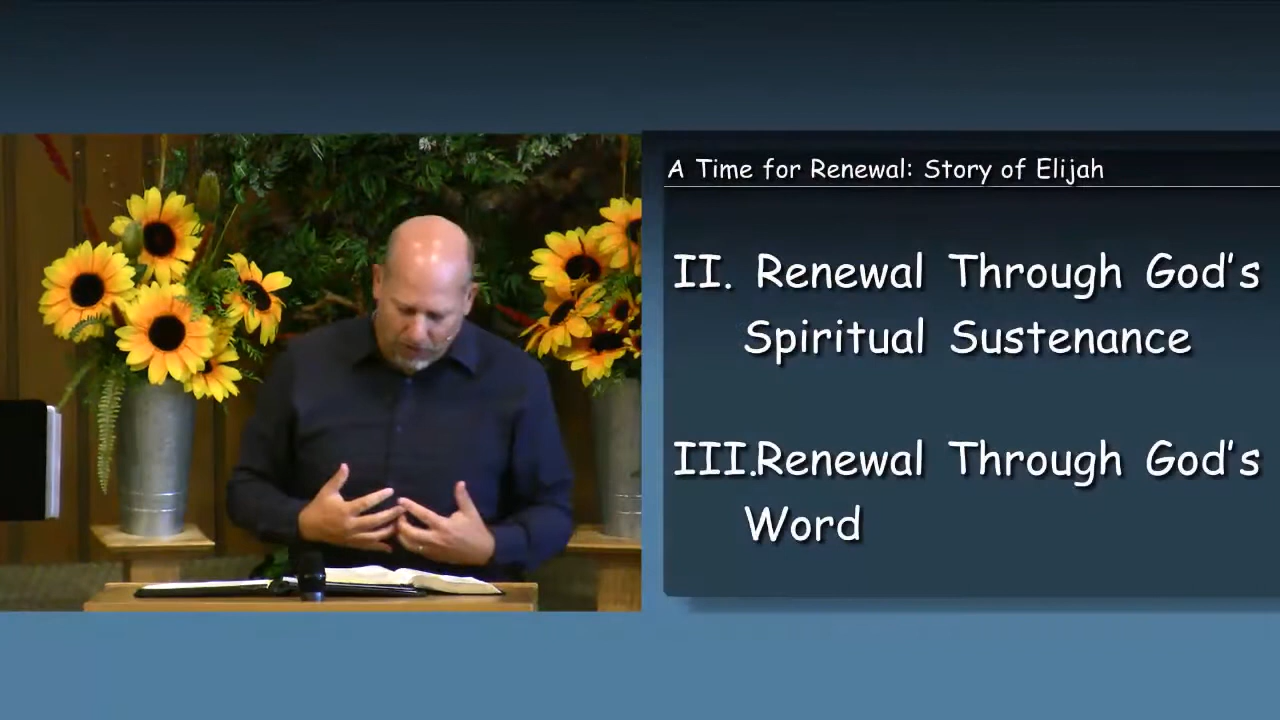 A Time for Renewal: Story of Elijah
II. Renewal Through God's
Spiritual Sustenance
III.Renewal Through God's
Word